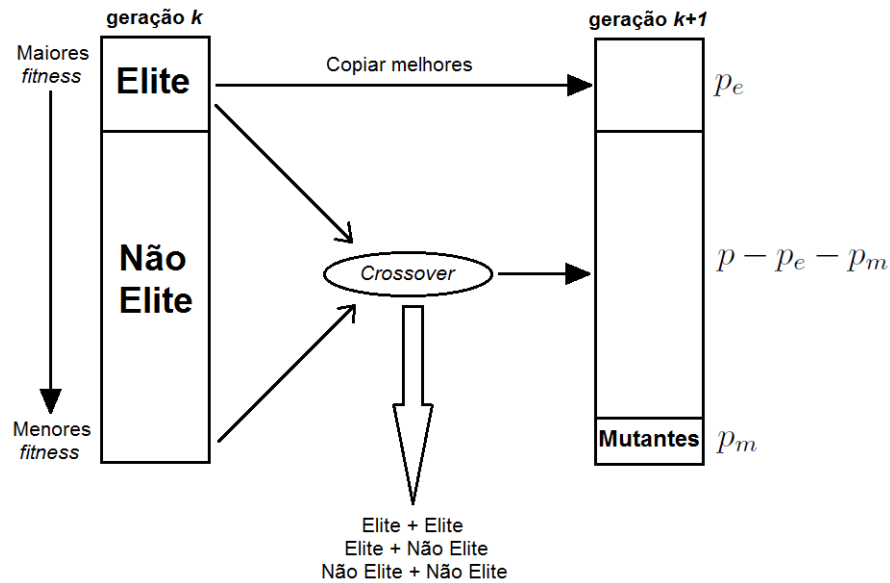 geração k
geração k+1
Maiores
fitness
Elite
Copiar melhores
p_e
Não
Elite
Crossover
p − p_e − p_m
Menores
fitness
Mutantes
p_m
Elite + Elite
Elite + Não Elite
Não Elite + Não Elite